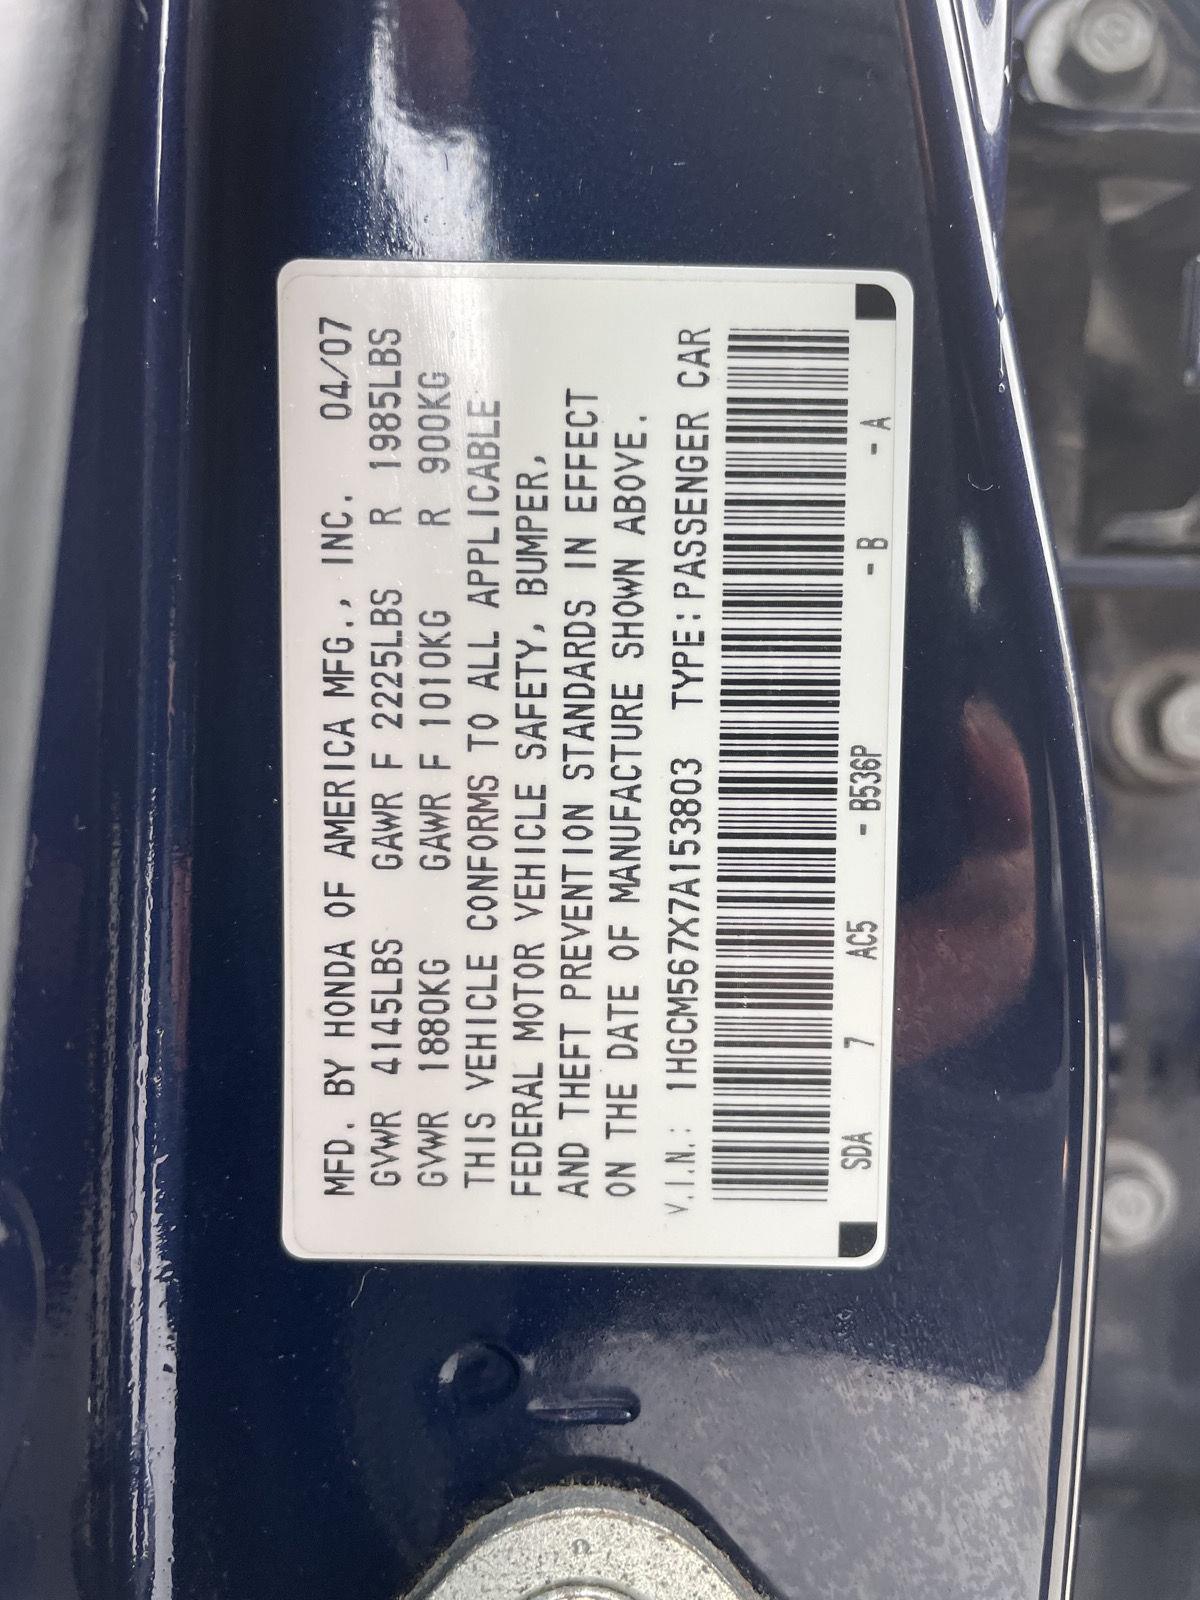 MFD. BY HONDA OF AMERICA MFG., INC. 04/07
GVWR 4145LBS GAWR F 2225LBS R 1985LBS
GVWR 1880KG GAWR F 1010KG R 900KG
THIS VEHICLE CONFORMS TO ALL APPLICABLE
FEDERAL MOTOR VEHICLE SAFETY, BUMPER,
AND THEFT PREVENTION STANDARDS IN EFFECT
ON THE DATE OF MANUFACTURE SHOWN ABOVE.
V.I.N.: 1HGCM567X7A153803 TYPE:PASSENGER CAR
SDA 7 AC5 - B536P - B - A